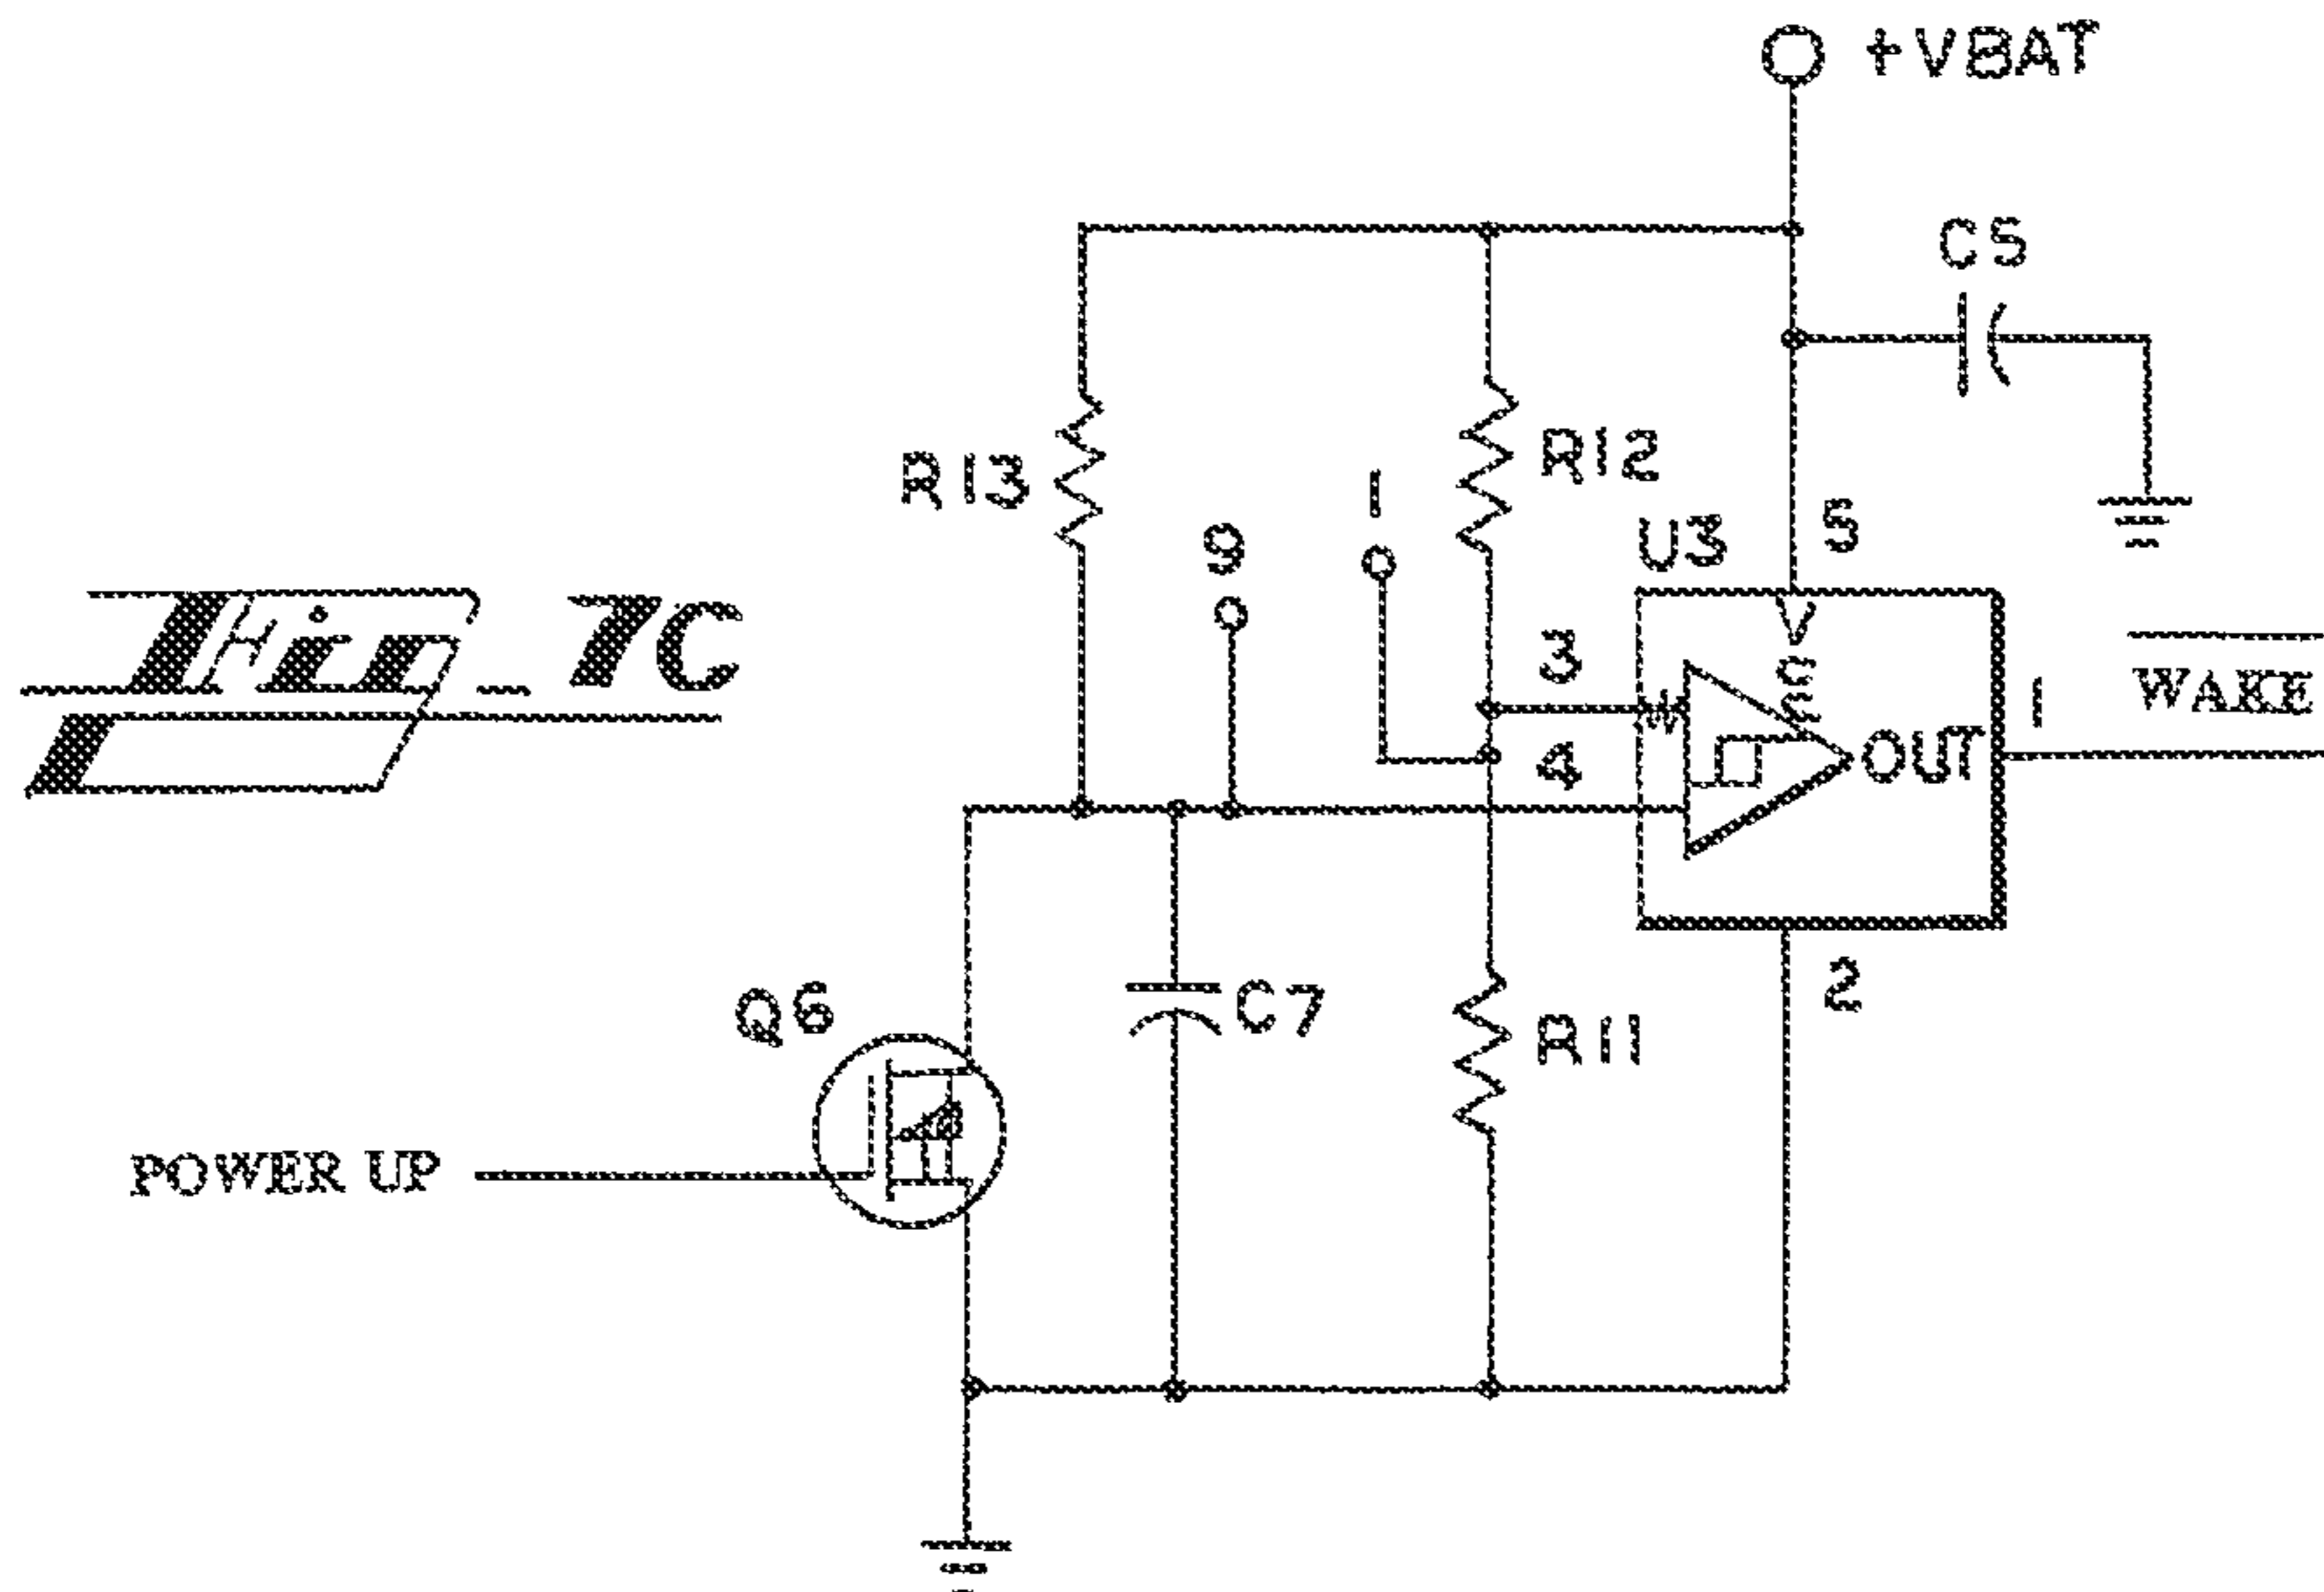 +VBAT
C5
R13
R12
1
9
U3
5
3
VCC
WAKE
1
4
OUT
Fig_7C
Q6
C7
R11
2
POWER UP